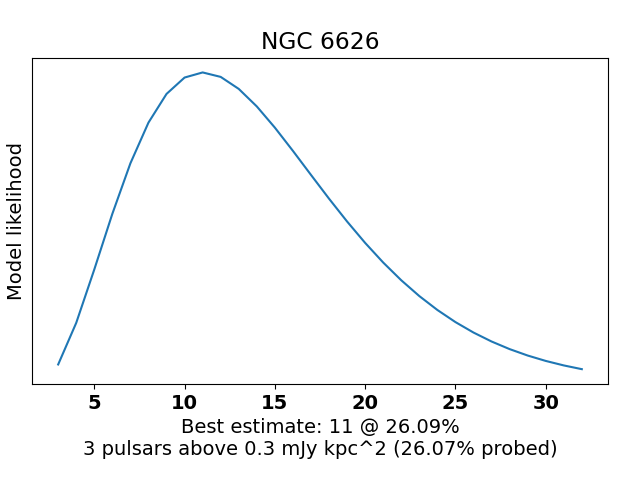 NGC 6626
Model likelihood
5 10 15 20 25 30
Best estimate: 11 @ 26.09%
3 pulsars above 0.3 mJy kpc^2 (26.07% probed)